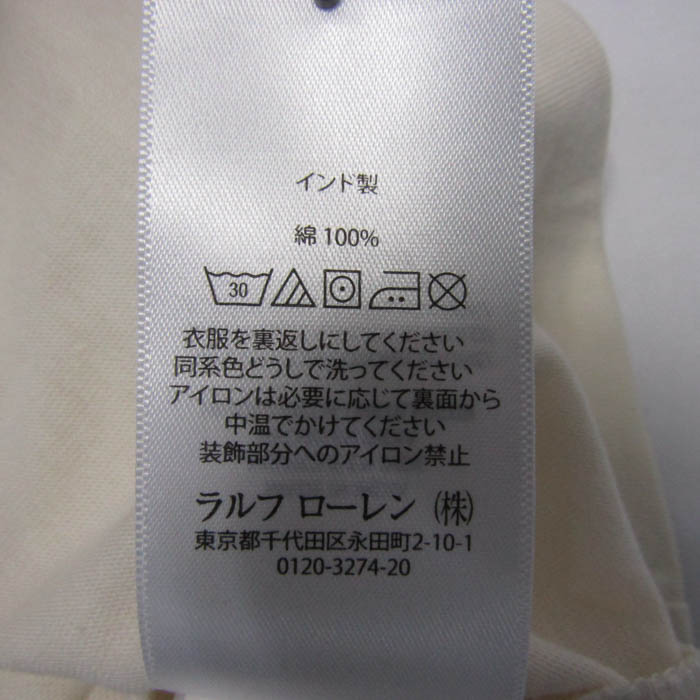 インド製
綿 100%
30
衣服を裏返しにしてください
同系色どうしで洗ってください
アイロンは必要に応じて裏面から
中温でかけてください
装飾部分へのアイロン禁止
ラルフ ローレン (株)
東京都千代田区永田町2-10-1
0120-3274-20